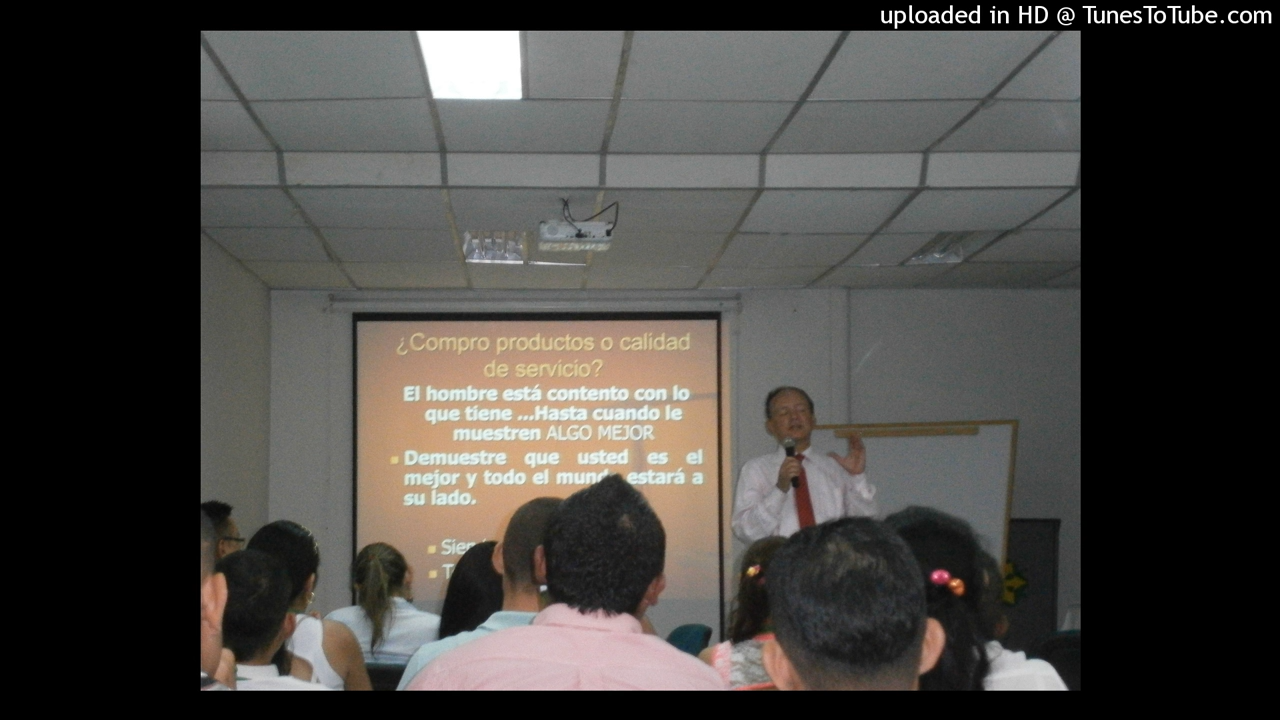 uploaded in HD @ TunesToTube.com
¿Compro productos o calidad
de servicio?
El hombre está contento con lo
que tiene ...Hasta cuando le
muestren ALGO MEJOR
Demuestre que usted es el
mejor y todo el mundo estará a
su lado.